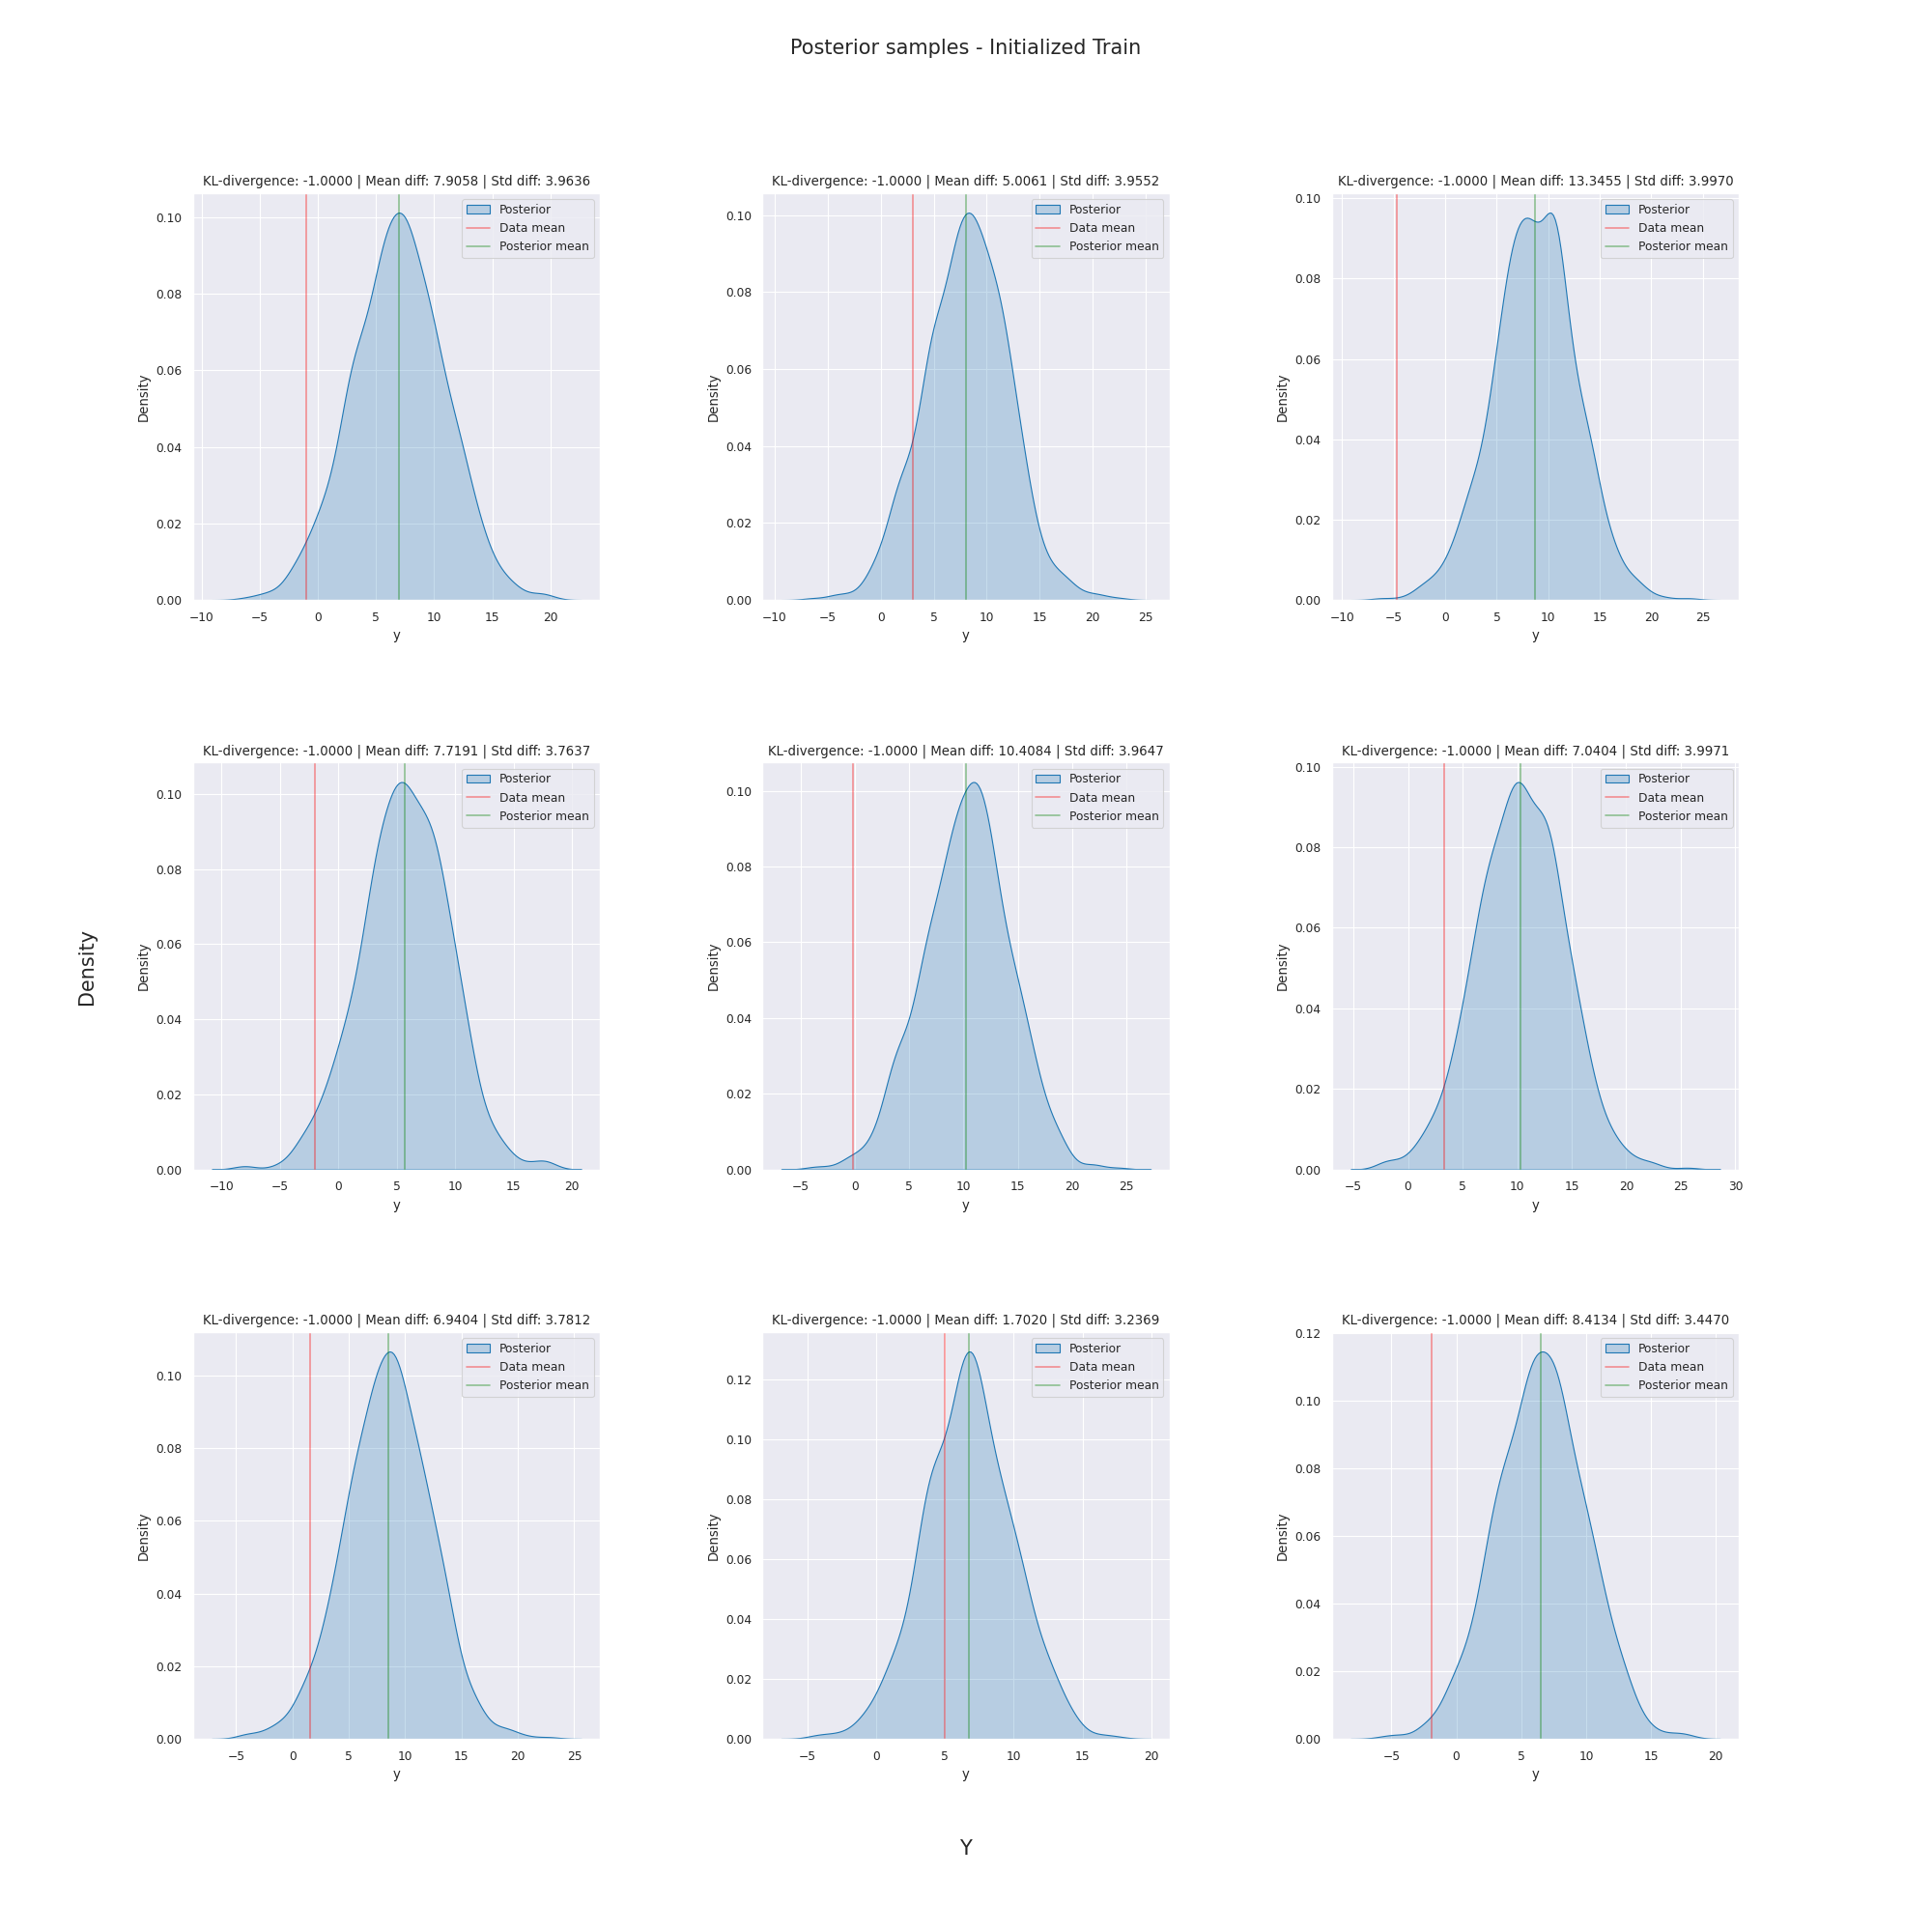 Posterior samples - Initialized Train
KL-divergence: -1.0000 | Mean diff: 7.9058 | Std diff: 3.9636
Posterior
Data mean
Posterior mean
0.10
0.08
0.06
0.04
0.02
0.00
Density
−10 −5 0 5 10 15 20
y
KL-divergence: -1.0000 | Mean diff: 5.0061 | Std diff: 3.9552
Posterior
Data mean
Posterior mean
0.10
0.08
0.06
0.04
0.02
0.00
Density
−10 −5 0 5 10 15 20 25
y
KL-divergence: -1.0000 | Mean diff: 13.3455 | Std diff: 3.9970
Posterior
Data mean
Posterior mean
0.10
0.08
0.06
0.04
0.02
0.00
Density
−10 −5 0 5 10 15 20 25
y
Density
KL-divergence: -1.0000 | Mean diff: 7.7191 | Std diff: 3.7637
Posterior
Data mean
Posterior mean
0.10
0.08
0.06
0.04
0.02
0.00
Density
−10 −5 0 5 10 15 20
y
KL-divergence: -1.0000 | Mean diff: 10.4084 | Std diff: 3.9647
Posterior
Data mean
Posterior mean
0.10
0.08
0.06
0.04
0.02
0.00
Density
−5 0 5 10 15 20 25
y
KL-divergence: -1.0000 | Mean diff: 7.0404 | Std diff: 3.9971
Posterior
Data mean
Posterior mean
0.10
0.08
0.06
0.04
0.02
0.00
Density
−5 0 5 10 15 20 25 30
y
KL-divergence: -1.0000 | Mean diff: 6.9404 | Std diff: 3.7812
Posterior
Data mean
Posterior mean
0.10
0.08
0.06
0.04
0.02
0.00
Density
−5 0 5 10 15 20 25
y
KL-divergence: -1.0000 | Mean diff: 1.7020 | Std diff: 3.2369
Posterior
Data mean
Posterior mean
0.12
0.10
0.08
0.06
0.04
0.02
0.00
Density
−5 0 5 10 15 20
y
KL-divergence: -1.0000 | Mean diff: 8.4134 | Std diff: 3.4470
Posterior
Data mean
Posterior mean
0.12
0.10
0.08
0.06
0.04
0.02
0.00
Density
−5 0 5 10 15 20
y
Y